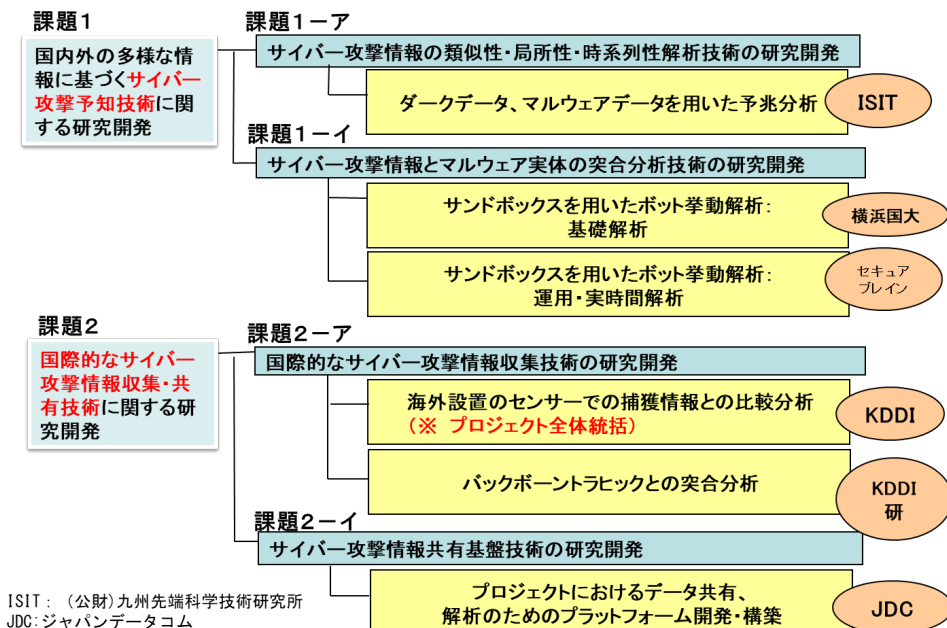 課題1
国内外の多様な情
報に基づくサイバー
攻撃予知技術に関
する研究開発
課題1-ア
サイバー攻撃情報の類似性・局所性・時系列性解析技術の研究開発
ダークデータ、マルウェアデータを用いた予兆分析
ISIT
課題1-イ
サイバー攻撃情報とマルウェア実体の突合分析技術の研究開発
サンドボックスを用いたボット挙動解析:
基礎解析
横浜国大
サンドボックスを用いたボット挙動解析:
運用・実時間解析
セキュア
ブレイン
課題2
国際的なサイバー
攻撃情報収集・共
有技術に関する研
究開発
課題2-ア
国際的なサイバー攻撃情報収集技術の研究開発
海外設置のセンサーでの捕獲情報との比較分析
(※ プロジェクト全体統括)
KDDI
バックボーントラヒックとの突合分析
KDDI
研
課題2-イ
サイバー攻撃情報共有基盤技術の研究開発
プロジェクトにおけるデータ共有、
解析のためのプラットフォーム開発・構築
JDC
ISIT: (公財)九州先端科学技術研究所
JDC:ジャパンデータコム